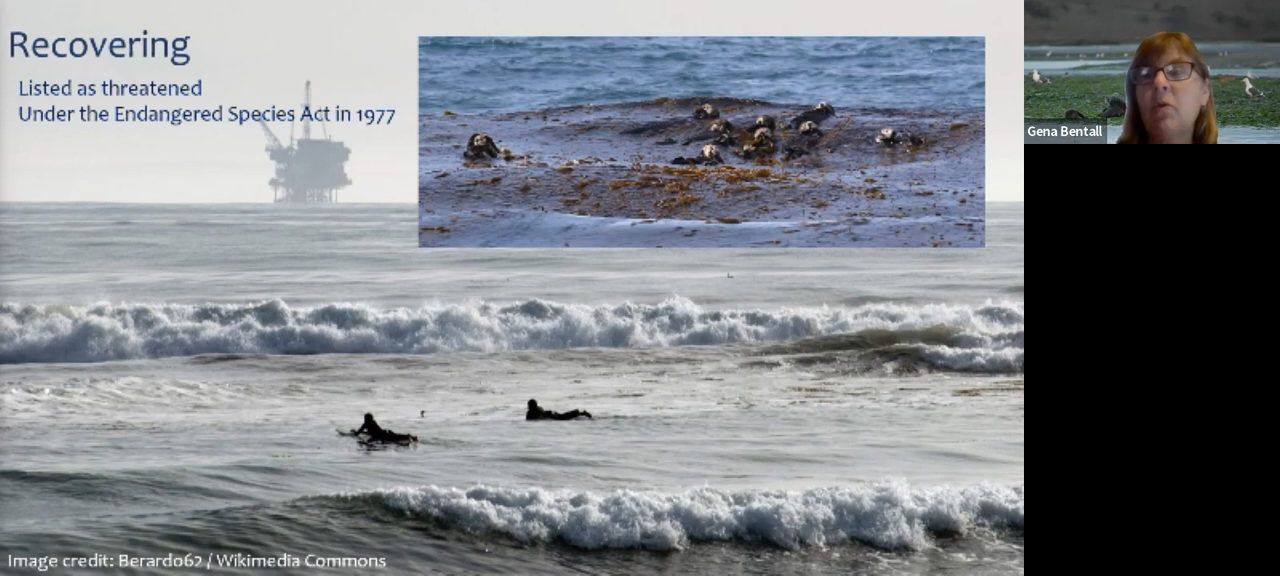 Recovering
Listed as threatened
Under the Endangered Species Act in 1977
Gena Bentall
Image credit: Berardo62 / Wikimedia Commons